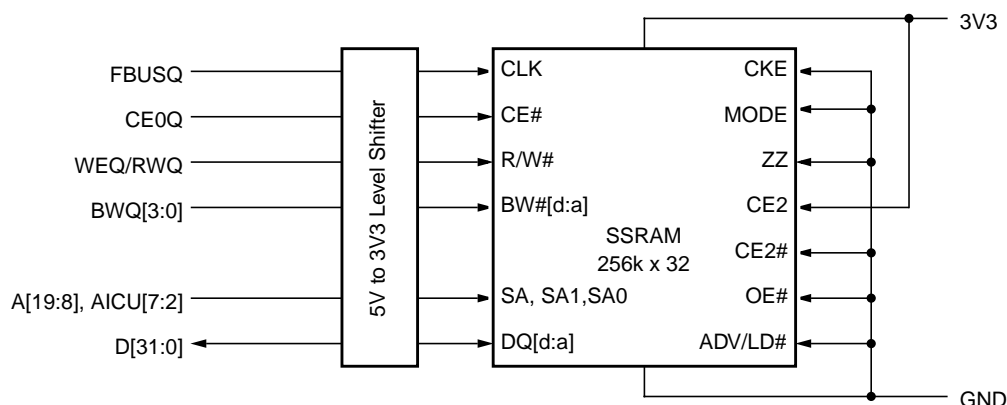 3V3
FBUSQ
CE0Q
WEQ/RWQ
BWQ[3:0]
A[19:8], AICU[7:2]
D[31:0]
5V to 3V3 Level Shifter
CLK
CE#
R/W#
BW#[d:a]
SA, SA1,SA0
DQ[d:a]
SSRAM
256k x 32
CKE
MODE
ZZ
CE2
CE2#
OE#
ADV/LD#
GND